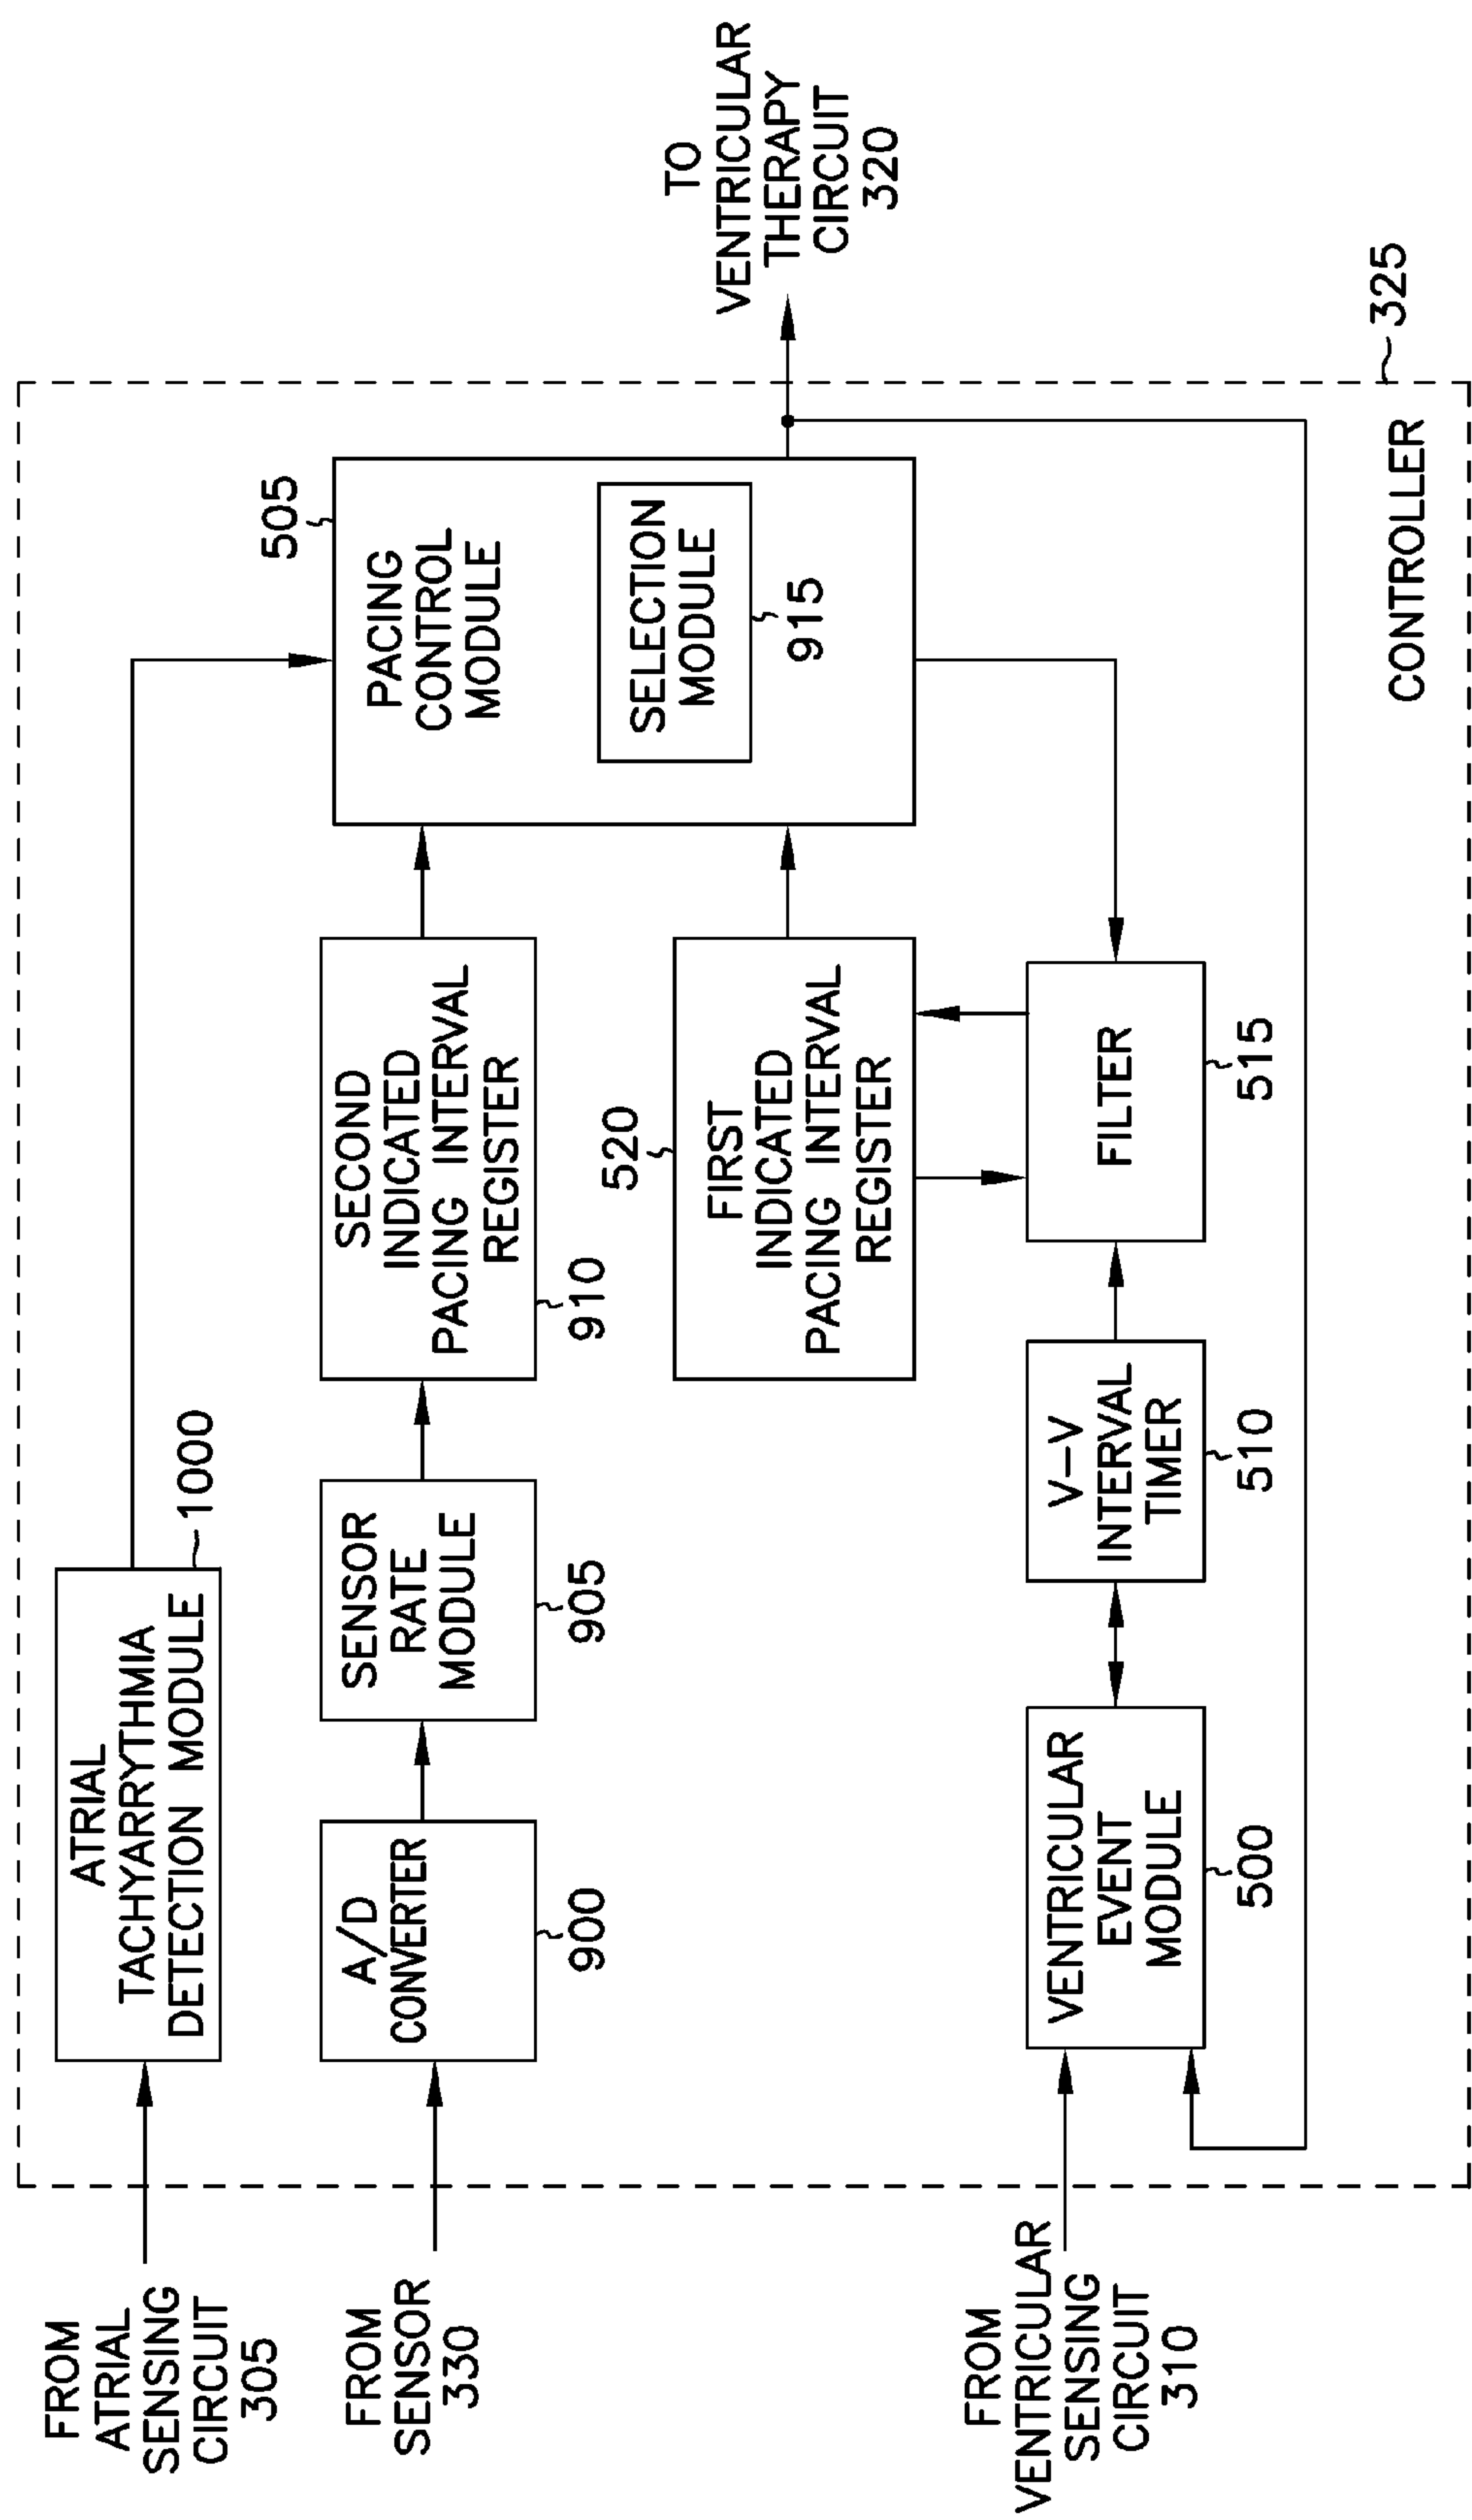 FROM
ATRIAL
SENSING
CIRCUIT
305
ATRIAL
TACHYARRYTHMIA
DETECTION MODULE
1000
FROM
SENSOR
330
A/D
CONVERTER
900
SENSOR
RATE
MODULE
905
SECOND
INDICATED
PACING INTERVAL
REGISTER
910
505
PACING
CONTROL
MODULE
SELECTION
MODULE
915
TO
VENTRICULAR
THERAPY
CIRCUIT
320
520
FIRST
INDICATED
PACING INTERVAL
REGISTER
FROM
VENTRICULAR
SENSING
CIRCUIT
310
VENTRICULAR
EVENT
MODULE
500
V-V
INTERVAL
TIMER
510
FILTER
515
CONTROLLER
325